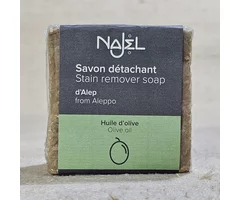 NAJEL
Savon détachant
Stain remover soap
d'Alep
from Aleppo
Huile d'olive
Olive oil